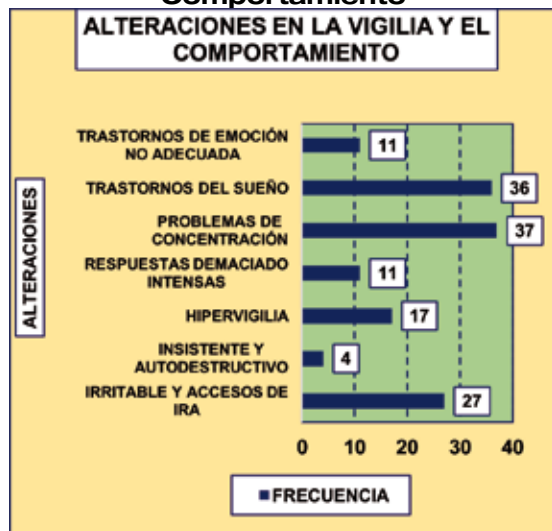 Comportamiento
ALTERACIONES EN LA VIGILIA Y EL
COMPORTAMIENTO
ALTERACIONES
TRASTORNOS DE EMOCIÓN
NO ADECUADA
11
TRASTORNOS DEL SUEÑO
36
PROBLEMAS DE
CONCENTRACIÓN
37
RESPUESTAS DEMACIADO
INTENSAS
11
HIPERVIGILIA
17
INSISTENTE Y
AUTODESTRUCTIVO
4
IRRITABLE Y ACCESOS DE
IRA
27
0 10 20 30 40
FRECUENCIA